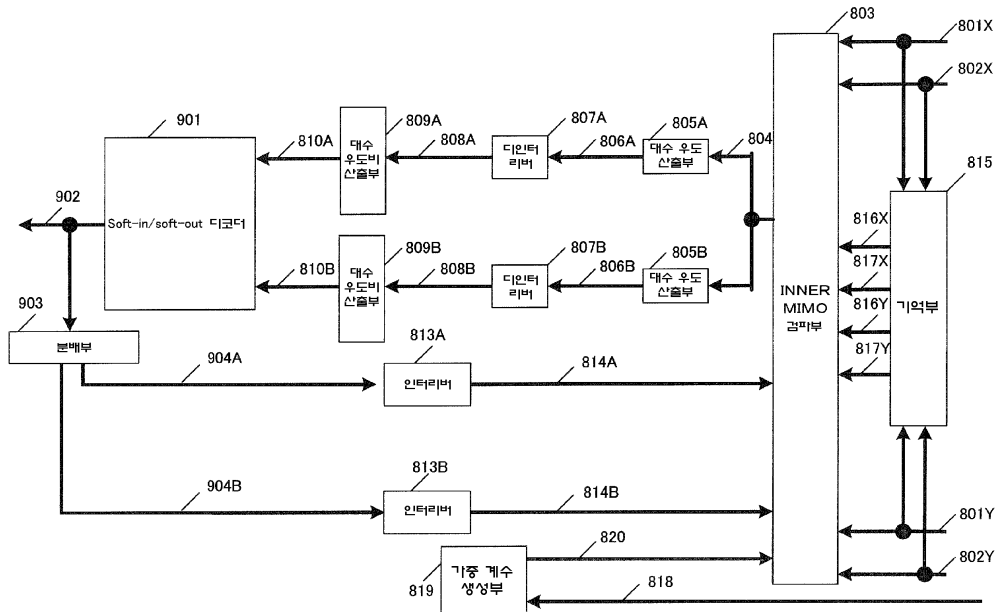 803
801X
802X
901
809A
807A
805A
810A
대수
우도비
산출부
808A
디인터
리버
806A
대수 우도
산출부
804
815
902
Soft-in/soft-out 디코더
816X
809B
807B
805B
817X
810B
대수
우도비
산출부
808B
디인터
리버
806B
대수 우도
산출부
INNER
MIMO
검파부
기억부
816Y
903
분배부
817Y
813A
904A
인터리버
814A
813B
904B
인터리버
814B
801Y
820
802Y
819
가중 계수
생성부
818